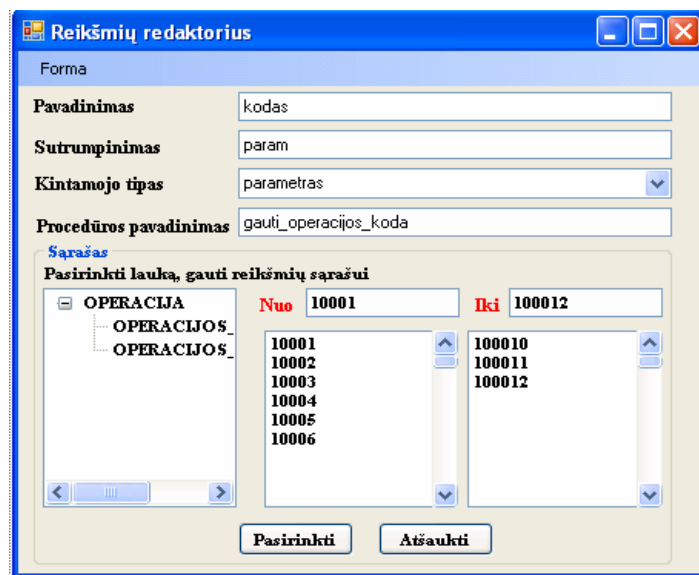 Reikšmių redaktorius
Forma
Pavadinimas kodas
Sutrumpinimas param
Kintamojo tipas parametras
Procedūros pavadinimas gauti_operacijos_koda
Sąrašas
Pasirinkti lauką, gauti reikšmių sąrašui
OPERACIJA Nuo 10001 Iki 100012
OPERACIJOS_
OPERACIJOS_
10001 100010
10002 100011
10003 100012
10004
10005
10006
Pasirinkti Atšaukti